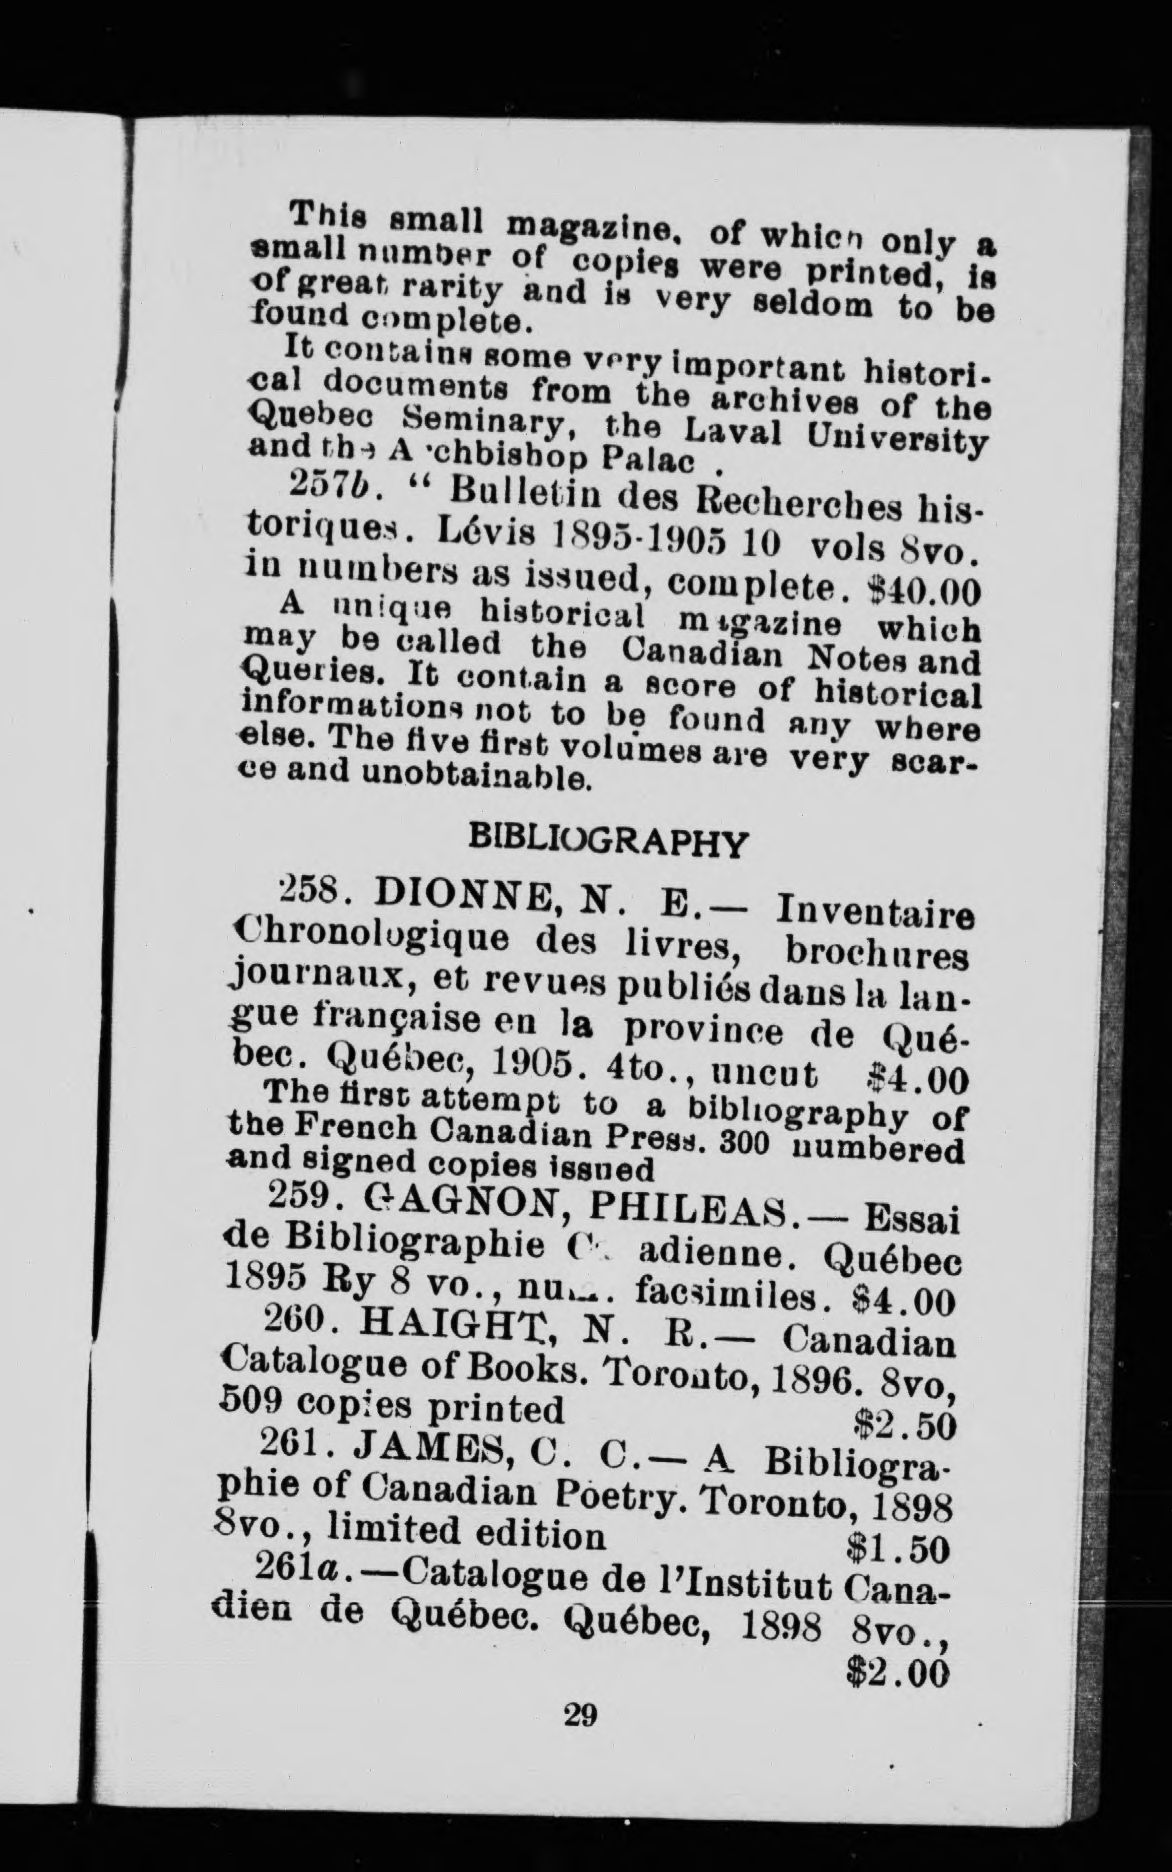 This small magazine, of which only a
small number of copies were printed, is
of great rarity and is very seldom to be
found complete.
It contains some very important histori-
cal documents from the archives of the
Quebec Seminary, the Laval University
and the A chbishop Palac .
257b. “ Bulletin des Recherches his-
toriques. Lévis 1895-1905 10 vols 8vo.
in numbers as issued, complete. $40.00
A unique historical magazine which
may be called the Canadian Notes and
Queries. It contain a score of historical
informations not to be found any where
else. The five first volumes are very scar-
ce and unobtainable.
BIBLIOGRAPHY
258. DIONNE, N. E.— Inventaire
Chronologique des livres, brochures
journaux, et revues publiés dans la lan-
gue française en la province de Qué-
bec. Québec, 1905. 4to., uncut $4.00
The first attempt to a bibliography of
the French Canadian Press. 300 numbered
and signed copies issued
259. GAGNON, PHILEAS.— Essai
de Bibliographie C adienne. Québec
1895 Ry 8 vo., facsimiles. $4.00
260. HAIGHT, N. R.— Canadian
Catalogue of Books. Toronto, 1896. 8vo,
509 copies printed $2.50
261. JAMES, C. C.— A Bibliogra-
phie of Canadian Poetry. Toronto, 1898
8vo., limited edition $1.50
261a.—Catalogue de l’Institut Cana-
dien de Québec. Québec, 1898 8vo.,
$2.00
29